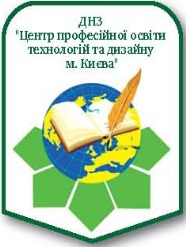 ДНЗ
"Центр професійної освіти
технологій та дизайну
м. Києва"